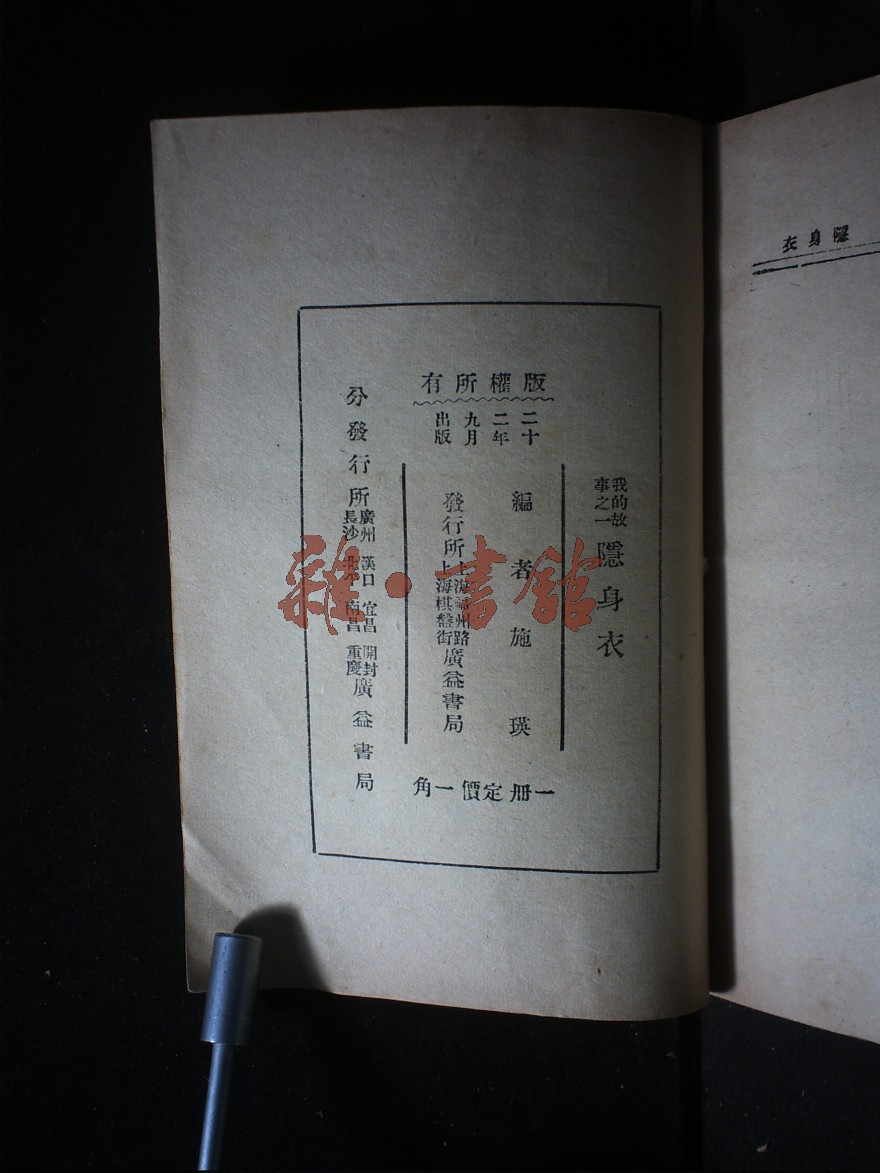 隱身衣
我的故
事之一
隱身衣
版權所有
二十二年九月出版
編者施瑛
發行所
上海福州路
上海棋盤街
廣益書局
一冊定價一角
分發行所
廣州 漢口 宜昌 開封
長沙 北平 南昌 重慶
廣益書局
雜·書館